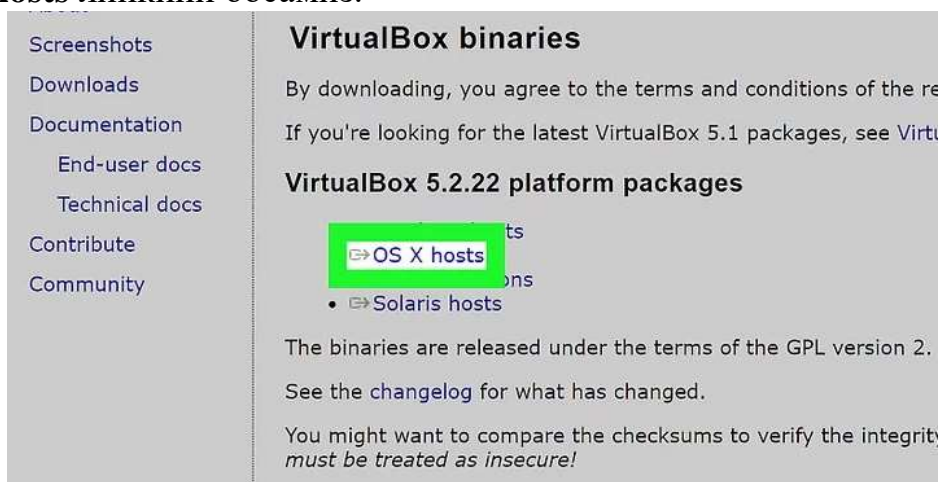 Screenshots
Downloads
Documentation
End-user docs
Technical docs
Contribute
Community
VirtualBox binaries
By downloading, you agree to the terms and conditions of the re
If you're looking for the latest VirtualBox 5.1 packages, see Virtu
VirtualBox 5.2.22 platform packages
ts
OS X hosts
ons
• Solaris hosts
The binaries are released under the terms of the GPL version 2.
See the changelog for what has changed.
You might want to compare the checksums to verify the integrity
must be treated as insecure!